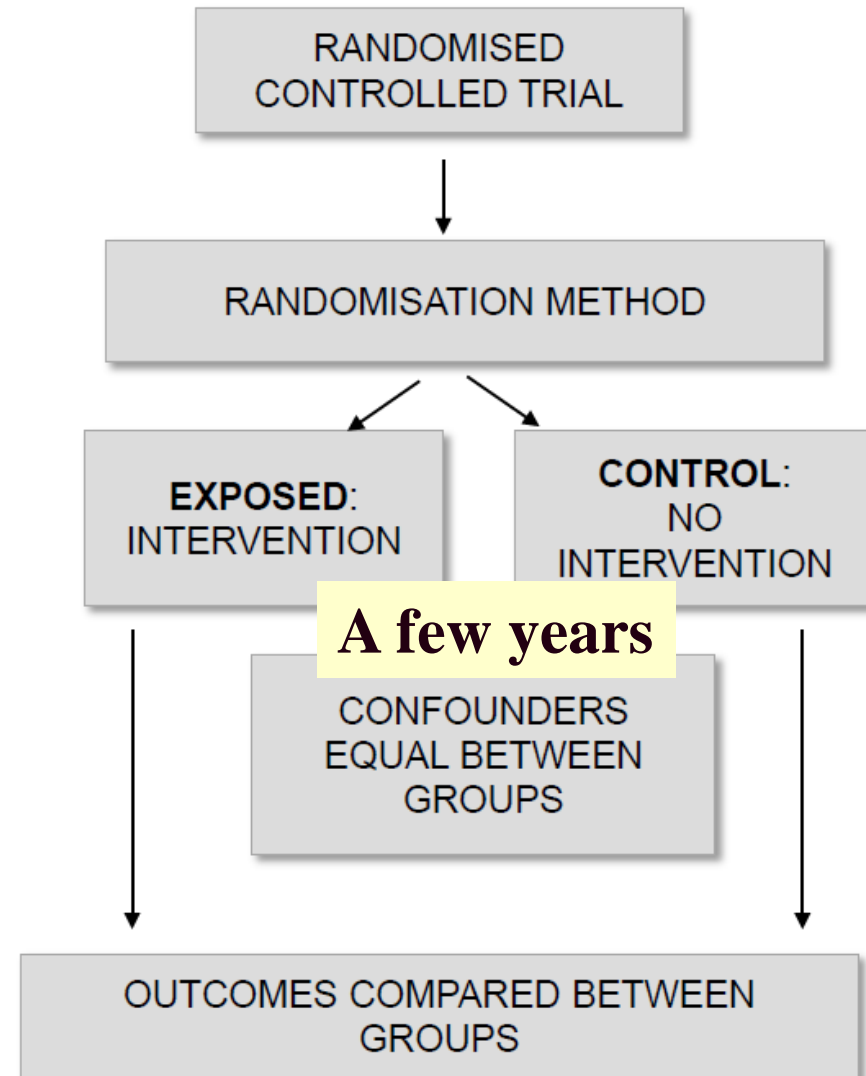 RANDOMISED
CONTROLLED TRIAL
RANDOMISATION METHOD
EXPOSED:
INTERVENTION
CONTROL:
NO
INTERVENTION
A few years
CONFOUNDERS
EQUAL BETWEEN
GROUPS
OUTCOMES COMPARED BETWEEN
GROUPS